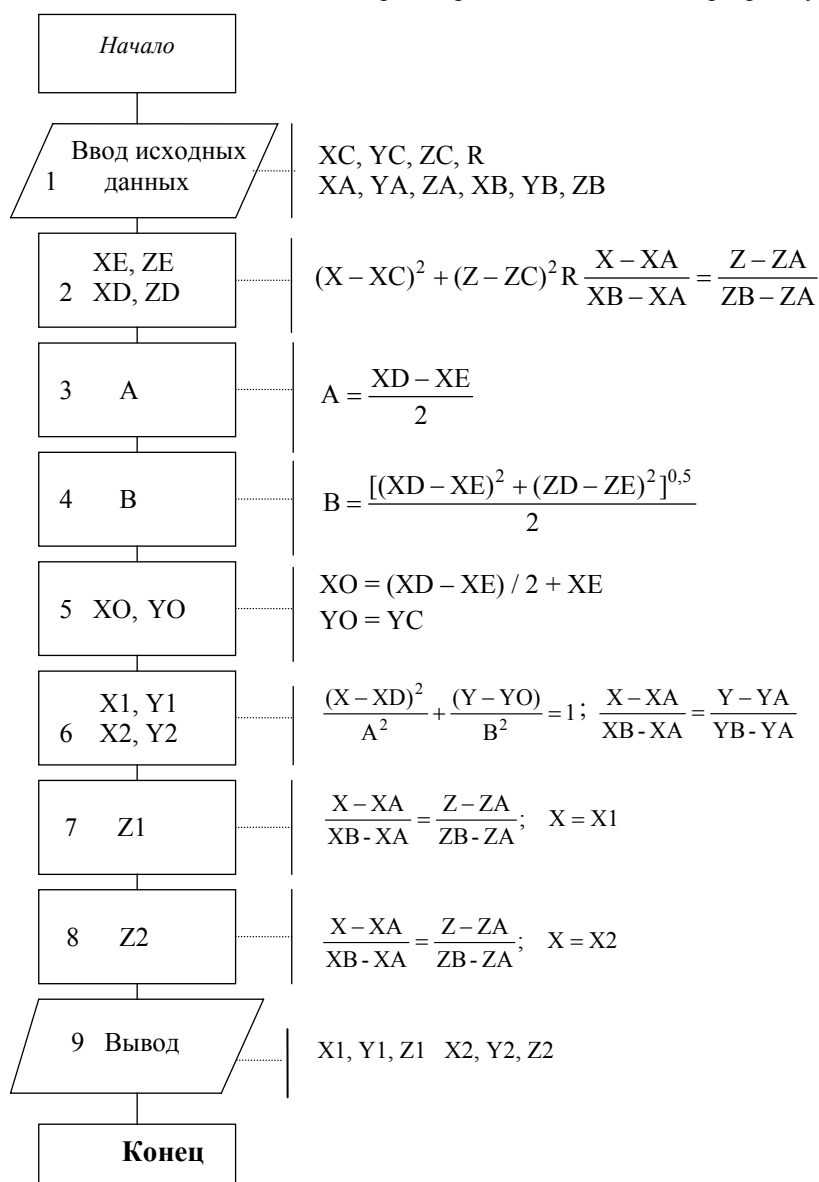 Начало
Ввод исходных
1 данных
XC, YC, ZC, R
XA, YA, ZA, XB, YB, ZB
XE, ZE
2 XD, ZD
(X – XC)² + (Z – ZC)² R (X – XA)/(XB – XA) = (Z – ZA)/(ZB – ZA)
3 A
A = (XD – XE)/2
4 B
B = [(XD – XE)² + (ZD – ZE)²]^0,5/2
5 XO, YO
XO = (XD – XE) / 2 + XE
YO = YC
X1, Y1
6 X2, Y2
(X – XD)²/A² + (Y – YO)/B² = 1; (X – XA)/(XB - XA) = (Y – YA)/(YB - YA)
7 Z1
(X – XA)/(XB - XA) = (Z – ZA)/(ZB - ZA); X = X1
8 Z2
(X – XA)/(XB - XA) = (Z – ZA)/(ZB - ZA); X = X2
9 Вывод
X1, Y1, Z1 X2, Y2, Z2
Конец